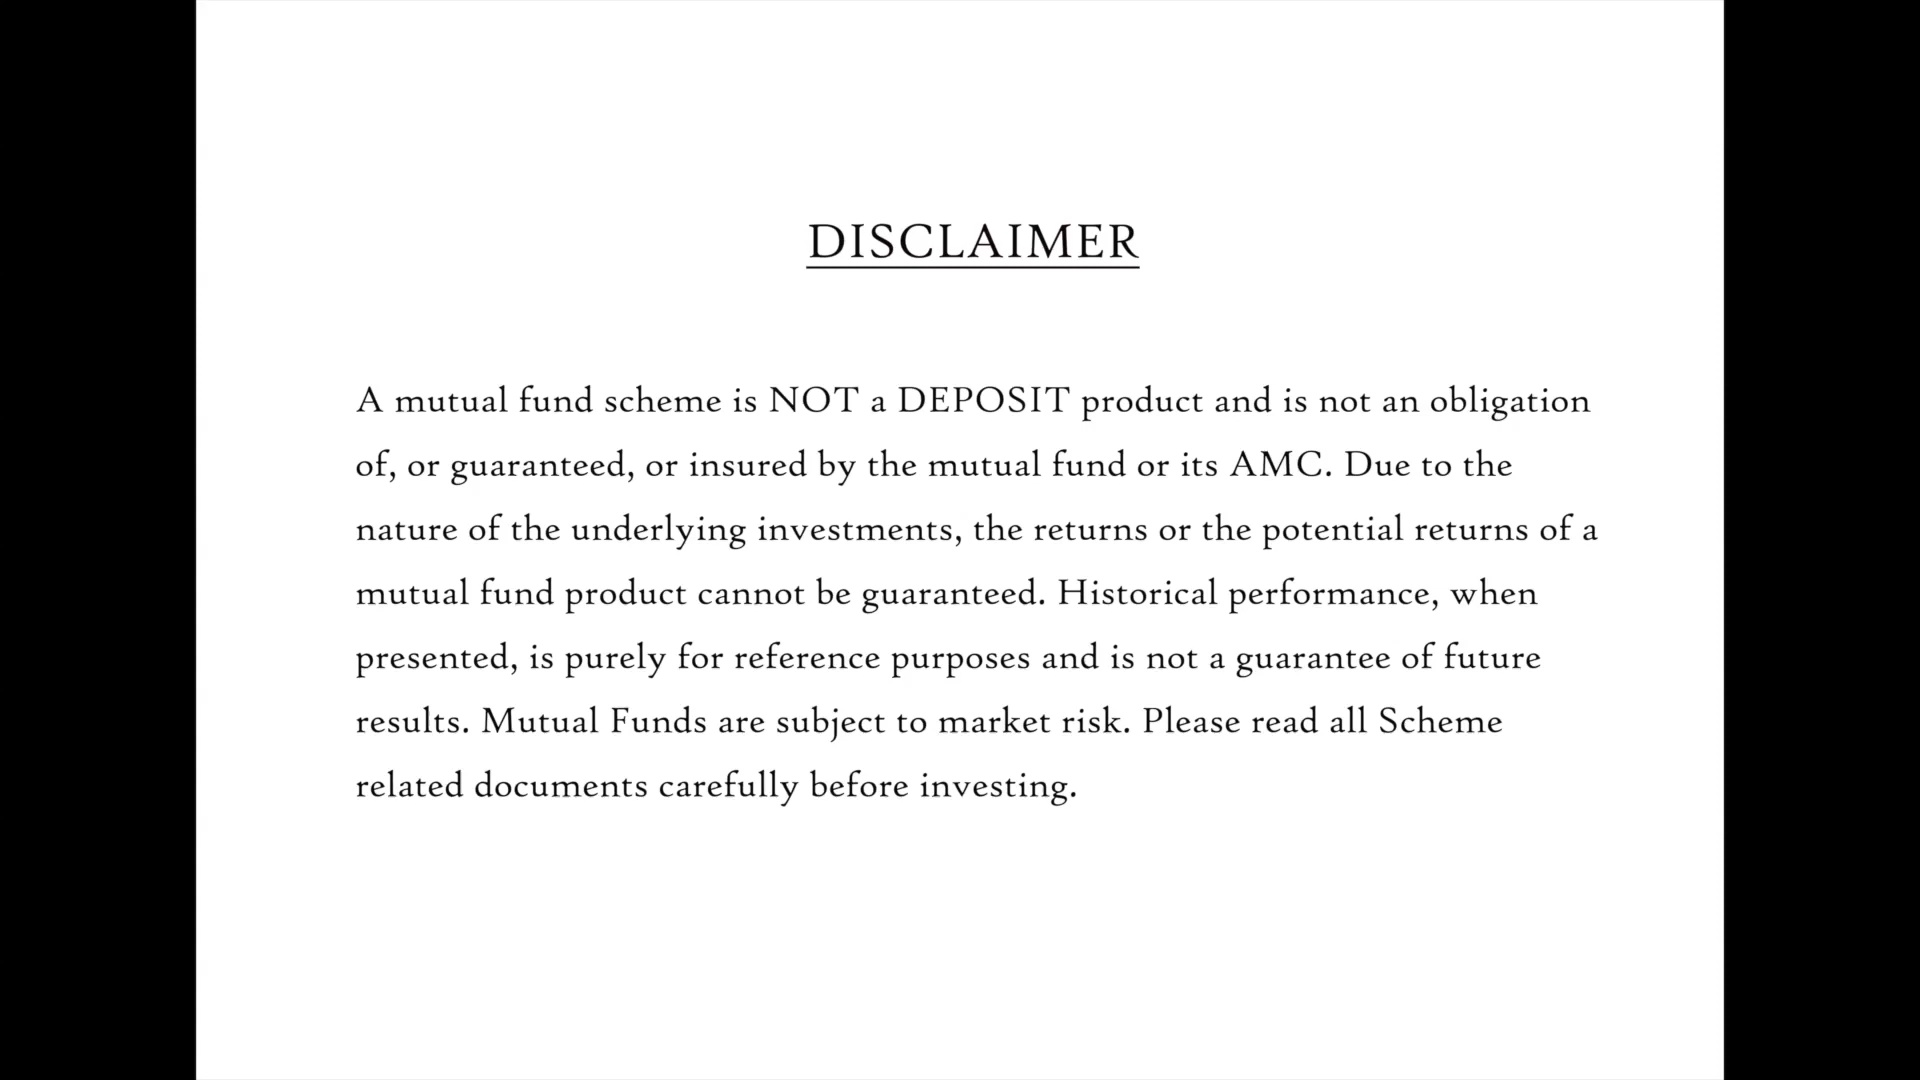 DISCLAIMER
A mutual fund scheme is NOT a DEPOSIT product and is not an obligation
of, or guaranteed, or insured by the mutual fund or its AMC. Due to the
nature of the underlying investments, the returns or the potential returns of a
mutual fund product cannot be guaranteed. Historical performance, when
presented, is purely for reference purposes and is not a guarantee of future
results. Mutual Funds are subject to market risk. Please read all Scheme
related documents carefully before investing.